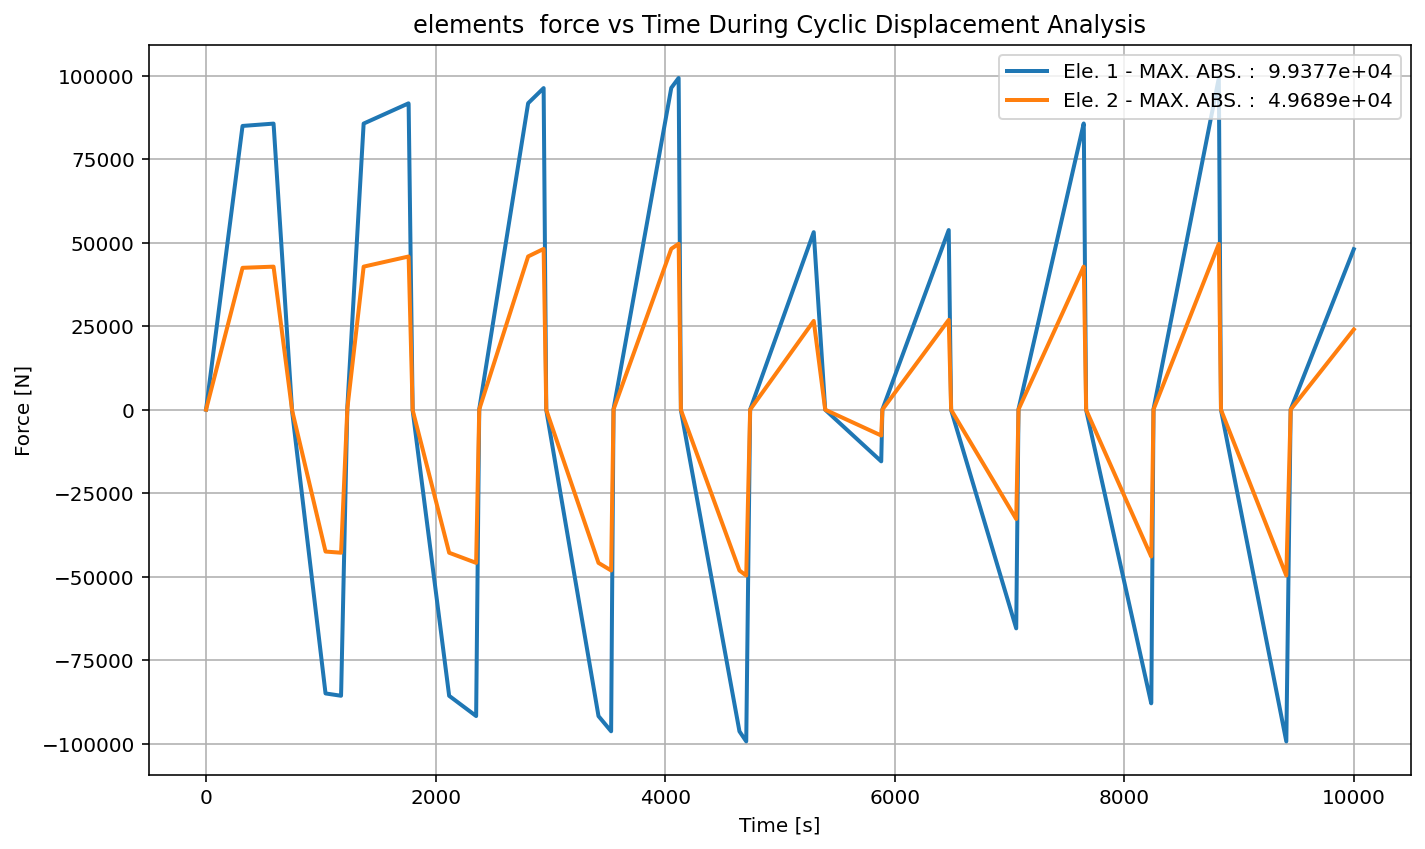 elements  force vs Time During Cyclic Displacement Analysis
Ele. 1 - MAX. ABS. :  9.9377e+04
Ele. 2 - MAX. ABS. :  4.9689e+04
Force [N]
100000
75000
50000
25000
0
−25000
−50000
−75000
−100000
0 2000 4000 6000 8000 10000
Time [s]